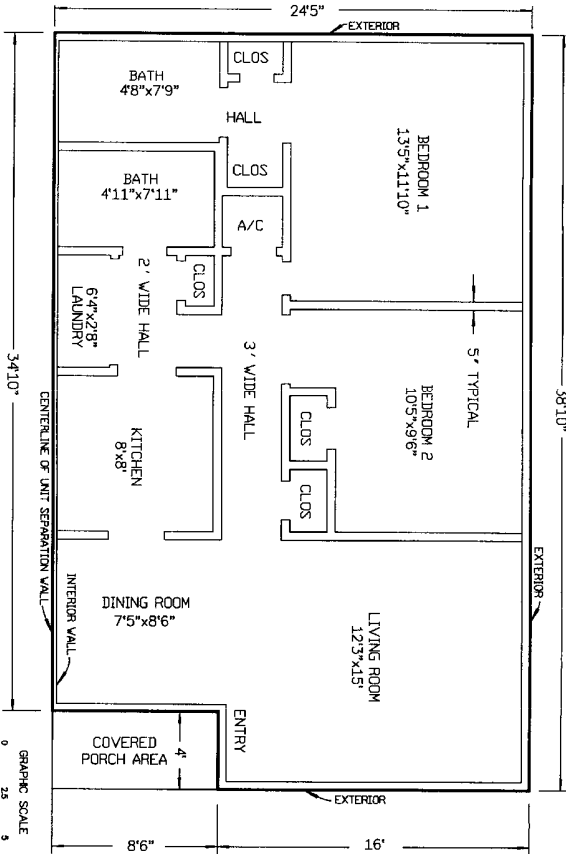 24'5"
EXTERIOR
CLOS
BATH
4'8"x7'9"
HALL
BEDROOM 1
13'5"x11'10"
CLOS
BATH
4'11"x7'11"
A/C
CLOS
2' WIDE HALL
6'4"x2'8"
LAUNDRY
5" TYPICAL
3' WIDE HALL
BEDROOM 2
10'5"x9'6"
CLOS
KITCHEN
8'x8'
CLOS
34'10"
38'10"
CENTERLINE OF UNIT SEPARATION WALL
INTERIOR WALL
EXTERIOR
DINING ROOM
7'5"x8'6"
LIVING ROOM
12'3"x15'
ENTRY
COVERED
PORCH AREA
4'
EXTERIOR
GRAPHIC SCALE
0 2.5 5
8'6"
16'